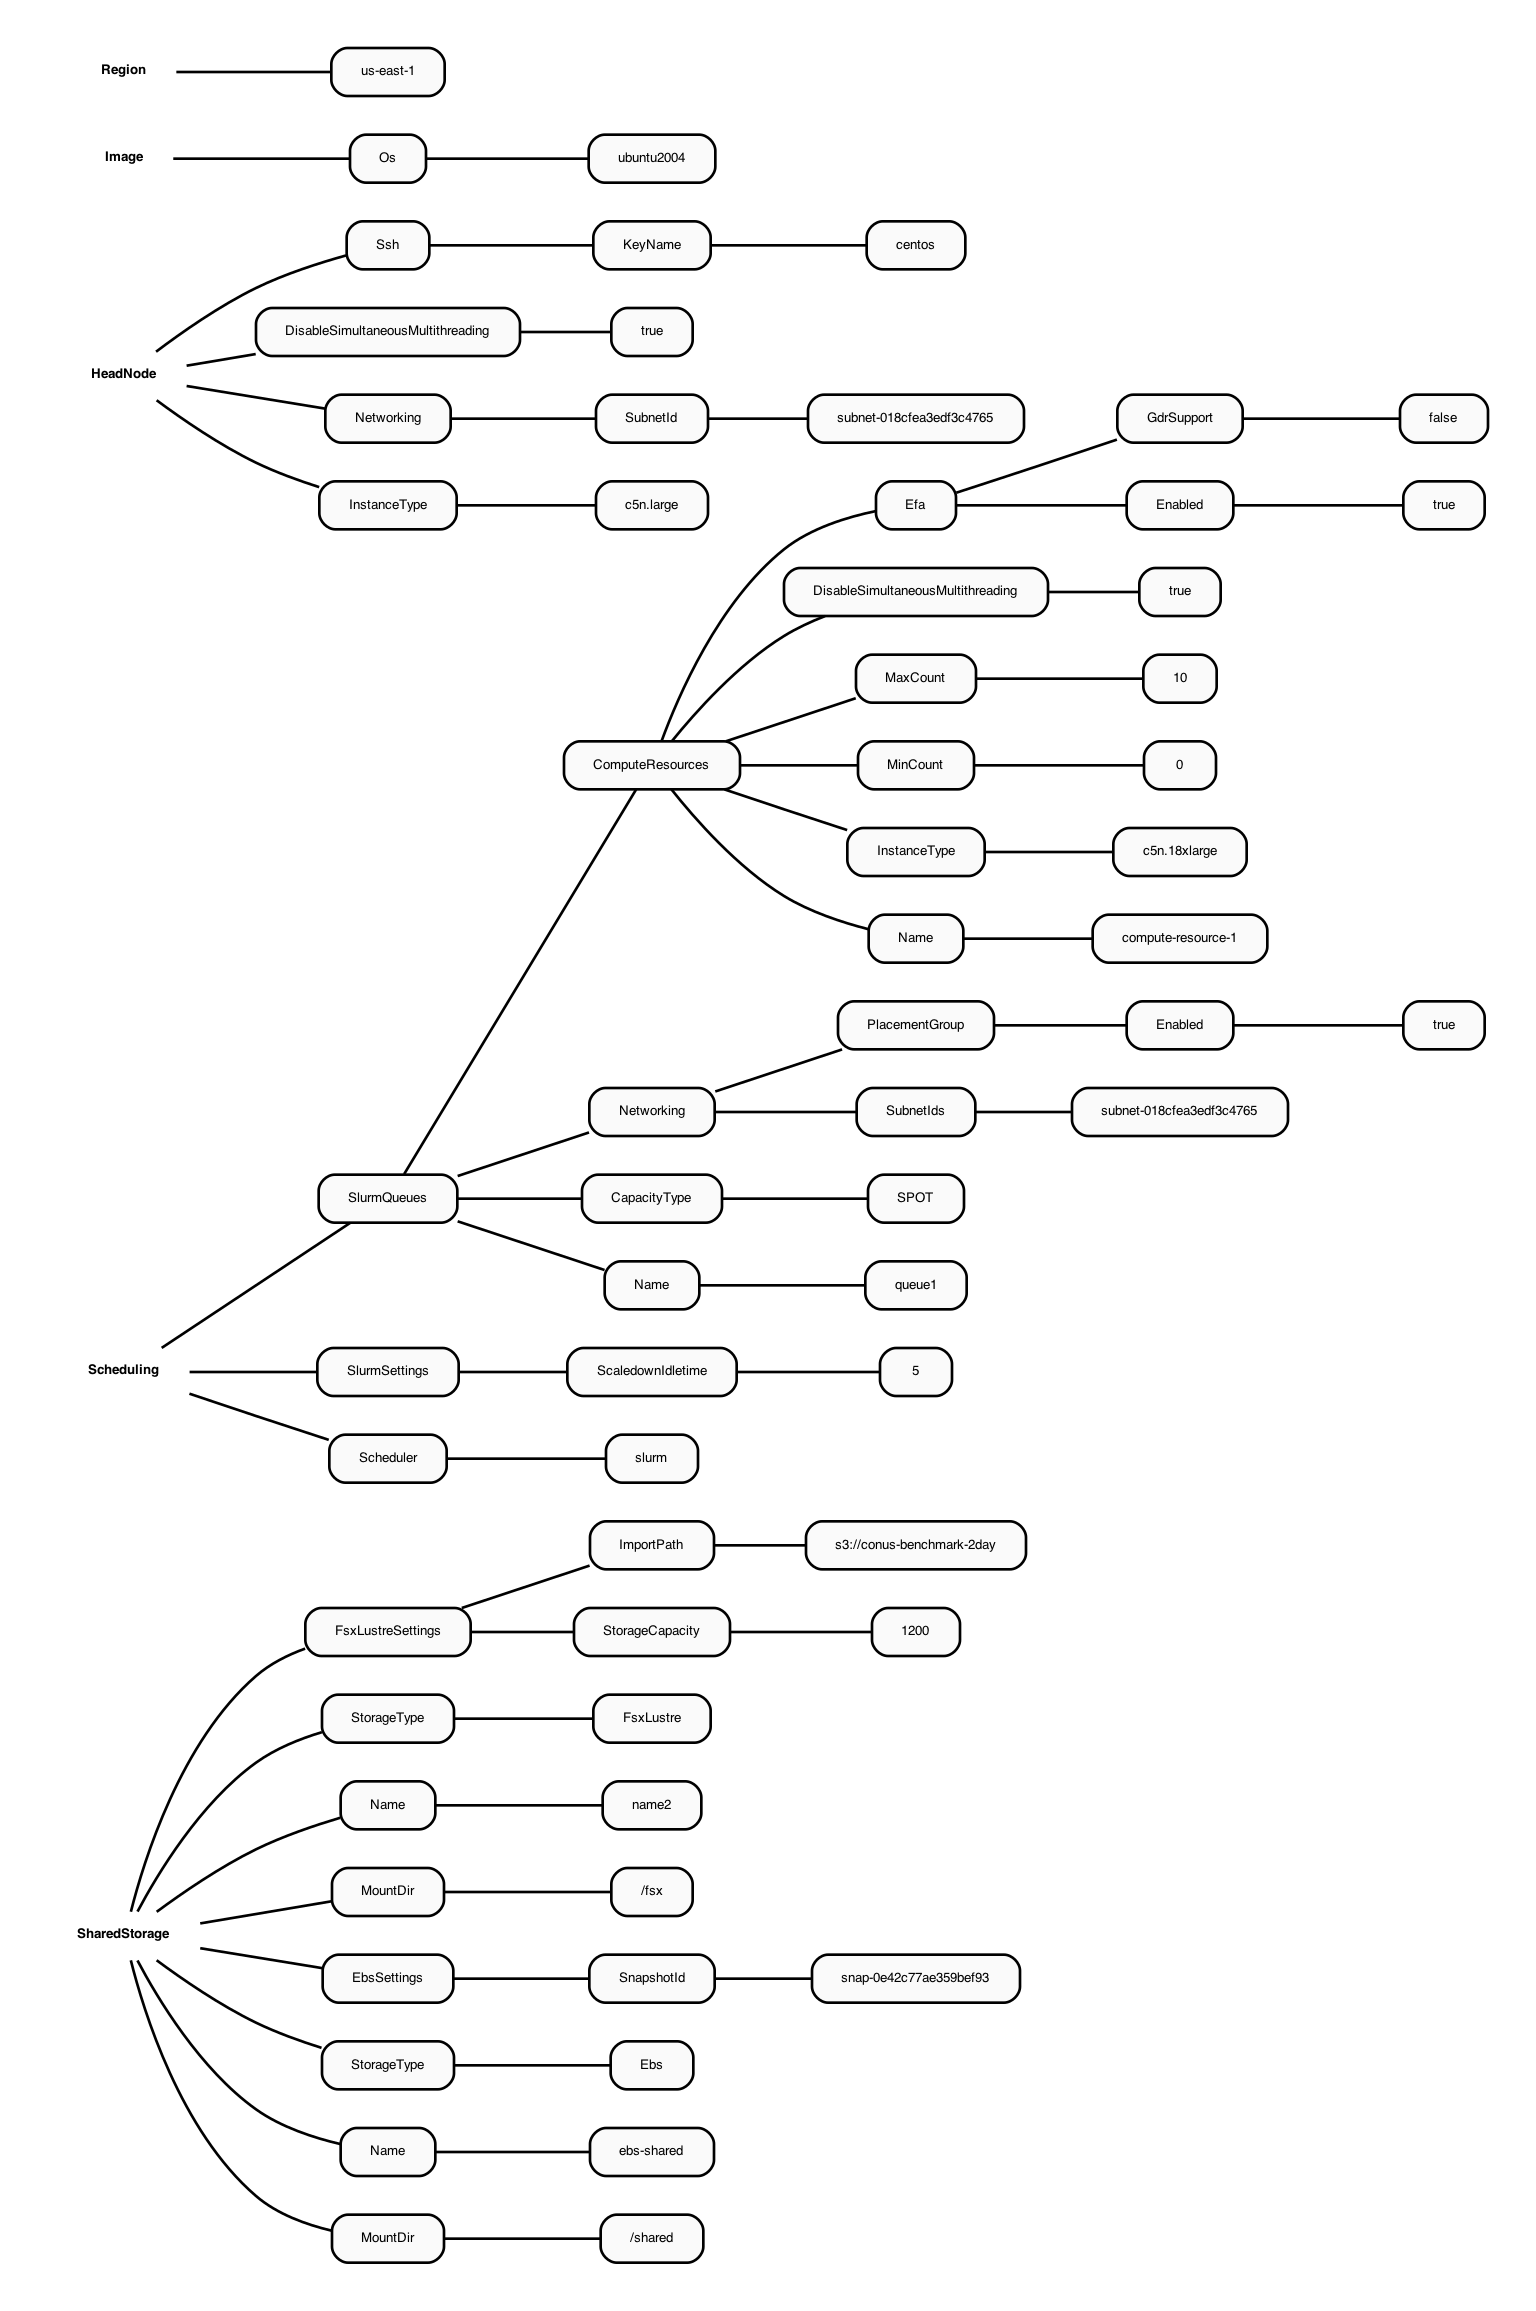 Region
us-east-1
Image
Os
ubuntu2004
Ssh
KeyName
centos
DisableSimultaneousMultithreading
true
HeadNode
Networking
SubnetId
subnet-018cfea3edf3c4765
GdrSupport
false
InstanceType
c5n.large
Efa
Enabled
true
DisableSimultaneousMultithreading
true
MaxCount
10
ComputeResources
MinCount
0
InstanceType
c5n.18xlarge
Name
compute-resource-1
PlacementGroup
Enabled
true
Networking
SubnetIds
subnet-018cfea3edf3c4765
SlurmQueues
CapacityType
SPOT
Name
queue1
Scheduling
SlurmSettings
ScaledownIdletime
5
Scheduler
slurm
ImportPath
s3://conus-benchmark-2day
FsxLustreSettings
StorageCapacity
1200
StorageType
FsxLustre
Name
name2
MountDir
/fsx
SharedStorage
EbsSettings
SnapshotId
snap-0e42c77ae359bef93
StorageType
Ebs
Name
ebs-shared
MountDir
/shared